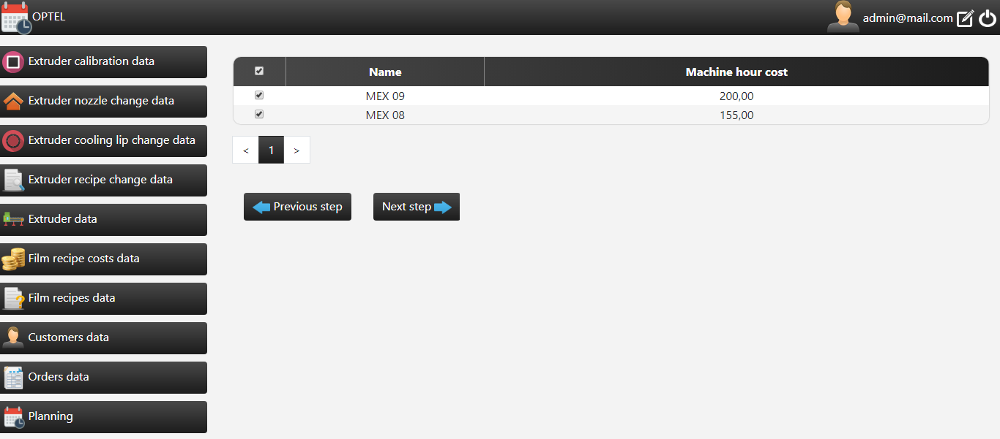 OPTEL
admin@mail.com
Extruder calibration data
Extruder nozzle change data
Extruder cooling lip change data
Extruder recipe change data
Extruder data
Film recipe costs data
Film recipes data
Customers data
Orders data
Planning
Name Machine hour cost
MEX 09 200,00
MEX 08 155,00
< 1 >
Previous step Next step